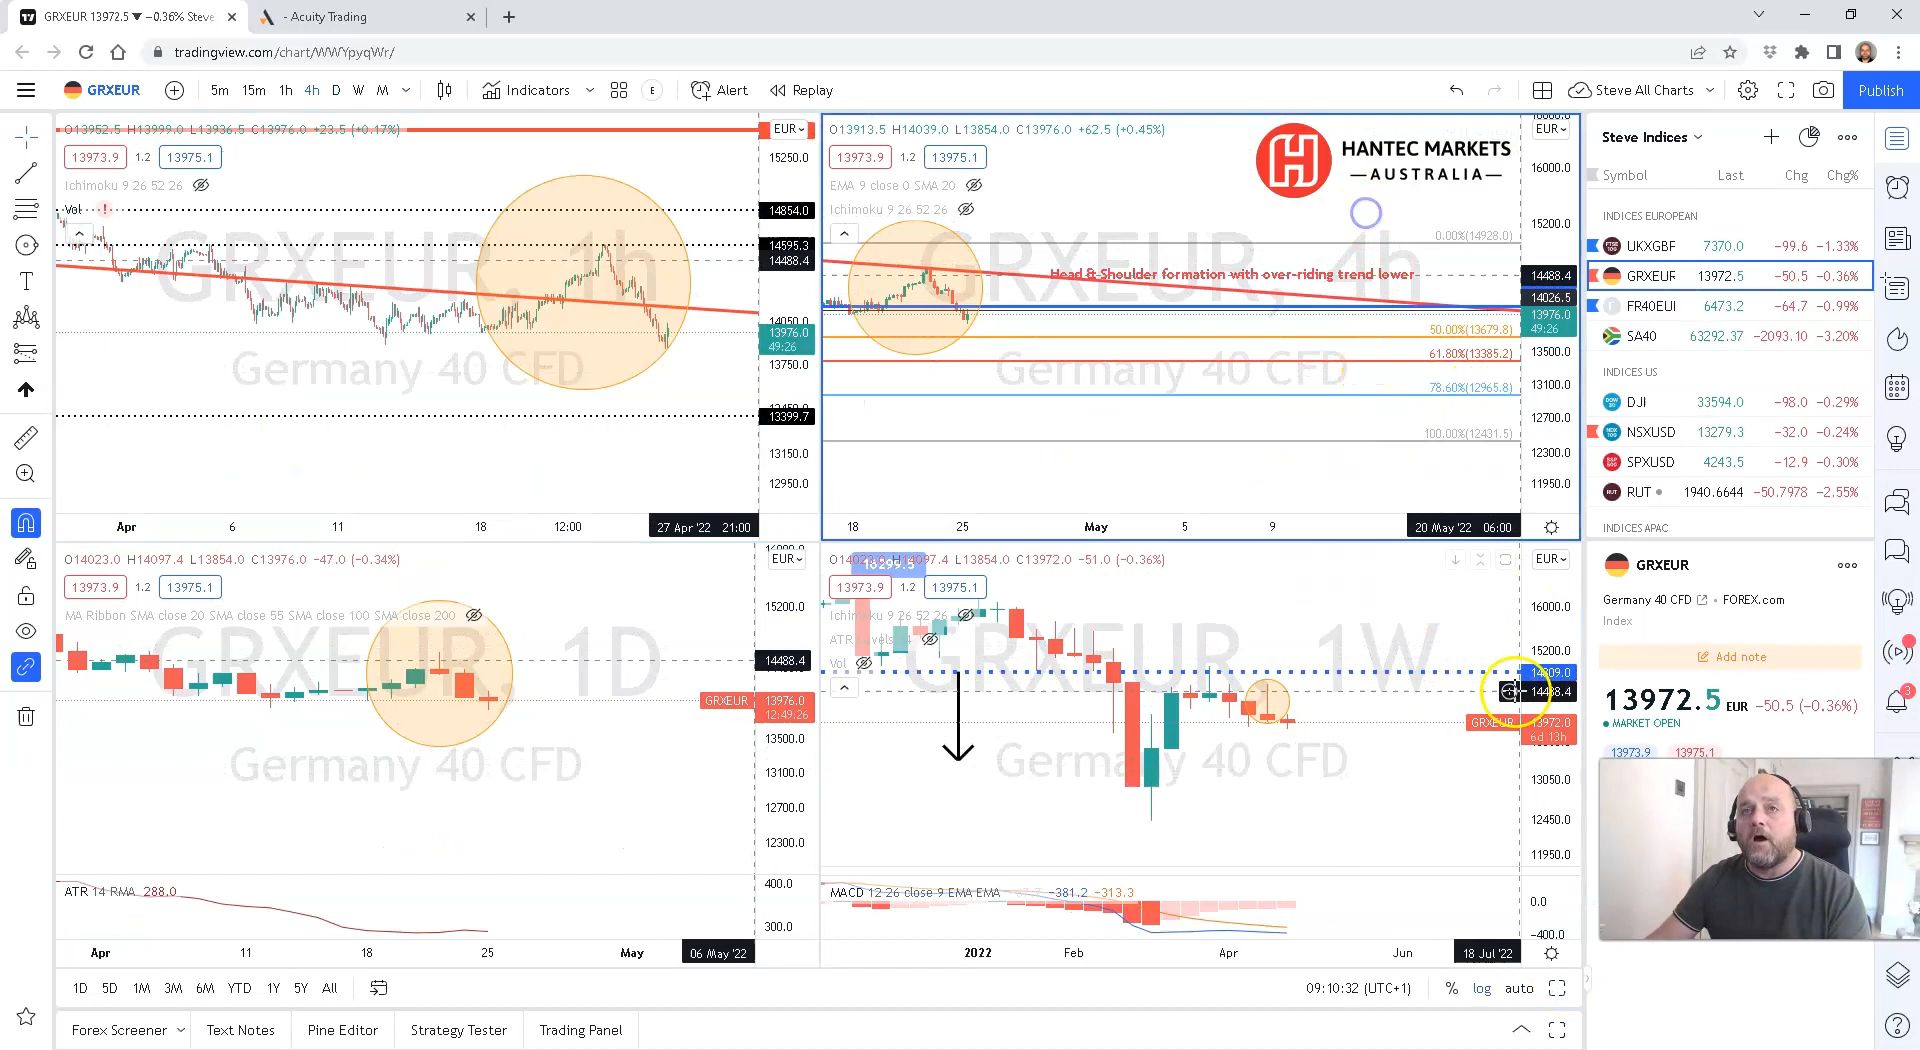 GRXEUR 13972.5 ▼ −0.36% Steve
- Acuity Trading
tradingview.com/chart/WWYpyqWr/
GRXEUR 5m 15m 1h 4h D W M Indicators E Alert Replay Steve All Charts Publish
O13952.5 H13999.0 L13936.5 C13976.0 +23.5 (+0.17%) EUR
13973.9 1.2 13975.1
15250.0
Ichimoku 9 26 52 26
Vol !
14854.0
14595.3
14488.4
GRXEUR, 1h
14050.0
13976.0
49:26
Germany 40 CFD
13750.0
13399.7
13150.0
12950.0
Apr 6 11 18 12:00 27 Apr '22 21:00
O13913.5 H14039.0 L13854.0 C13976.0 +62.5 (+0.45%) EUR
13973.9 1.2 13975.1
EMA 9 close 0 SMA 20
Ichimoku 9 26 52 26
HANTEC MARKETS
AUSTRALIA
16000.0
15200.0
0.00%(14928.0)
GRXEUR, 4h
Head & Shoulder formation with over-riding trend lower
14488.4
14026.5
13976.0
49:26
50.00%(13679.8)
13500.0
61.80%(13385.2)
Germany 40 CFD
13100.0
78.60%(12965.8)
12700.0
100.00%(12431.5)
12300.0
11950.0
18 25 May 5 9 20 May '22 06:00
O14023.0 H14097.4 L13854.0 C13976.0 −47.0 (−0.34%) EUR
13973.9 1.2 13975.1
MA Ribbon SMA close 20 SMA close 55 SMA close 100 SMA close 200
15200.0
GRXEUR, 1D
14488.4
GRXEUR 13976.0
12:49:26
13500.0
Germany 40 CFD
13100.0
12700.0
12300.0
ATR 14 RMA 288.0
400.0
300.0
Apr 11 18 25 May 06 May '22
O14023.0 H14097.4 L13854.0 C13972.0 −51.0 (−0.36%) EUR
13973.9 1.2 13975.1
Ichimoku 9 26 52 26
Vol
16000.0
15200.0
GRXEUR, 1W
14809.0
14488.4
GRXEUR 13972.0
6d 13h
Germany 40 CFD
13050.0
12450.0
11950.0
MACD 12 26 close 9 EMA EMA −381.2 −313.3
0.0
−400.0
2022 Feb Apr Jun 18 Jul '22
1D 5D 1M 3M 6M YTD 1Y 5Y All 09:10:32 (UTC+1) % log auto
Forex Screener Text Notes Pine Editor Strategy Tester Trading Panel
Steve Indices
Symbol Last Chg Chg%
INDICES EUROPEAN
UKXGBF 7370.0 −99.6 −1.33%
GRXEUR 13972.5 −50.5 −0.36%
FR40EUI 6473.2 −64.7 −0.99%
SA40 63292.37 −2093.10 −3.20%
INDICES US
DJI 33594.0 −98.0 −0.29%
NSXUSD 13279.3 −32.0 −0.24%
SPXUSD 4243.5 −12.9 −0.30%
RUT 1940.6644 −50.7978 −2.55%
INDICES APAC
GRXEUR
Germany 40 CFD • FOREX.com
Index
Add note
13972.5 EUR −50.5 (−0.36%)
MARKET OPEN
13973.9 13975.1
3